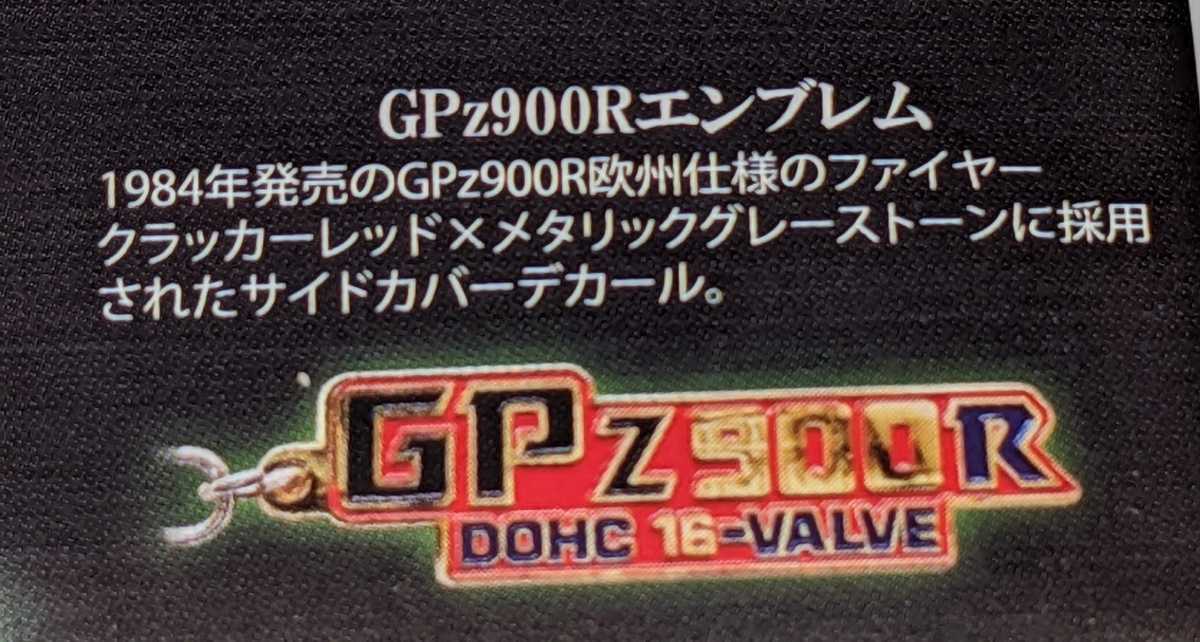 GPz900Rエンブレム
1984年発売のGPz900R欧州仕様のファイヤー
クラッカーレッド×メタリックグレーストーンに採用
されたサイドカバーデカール。
GPz900R
DOHC 16-VALVE